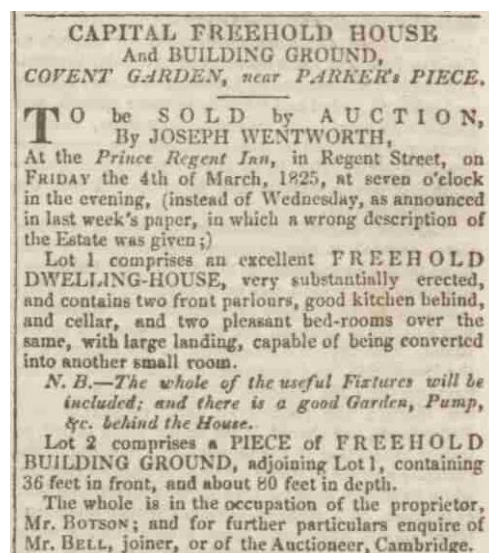 CAPITAL FREEHOLD HOUSE
And BUILDING GROUND,
COVENT GARDEN, near PARKER's PIECE.
TO be SOLD by AUCTION,
By JOSEPH WENTWORTH,
At the Prince Regent Inn, in Regent Street, on
FRIDAY the 4th of March, 1825, at seven o'clock
in the evening, (instead of Wednesday, as announced
in last week's paper, in which a wrong description of
the Estate was given;)
Lot 1 comprises an excellent FREEHOLD
DWELLING-HOUSE, very substantially erected,
and contains two front parlours, good kitchen behind,
and cellar, and two pleasant bed-rooms over the
same, with large landing, capable of being converted
into another small room.
N. B.—The whole of the useful Fixtures will be
included; and there is a good Garden, Pump,
&c. behind the House.
Lot 2 comprises a PIECE of FREEHOLD
BUILDING GROUND, adjoining Lot 1, containing
36 feet in front, and about 80 feet in depth.
The whole is in the occupation of the proprietor,
Mr. BOTSON; and for further particulars enquire of
Mr. BELL, joiner, or of the Auctioneer, Cambridge.